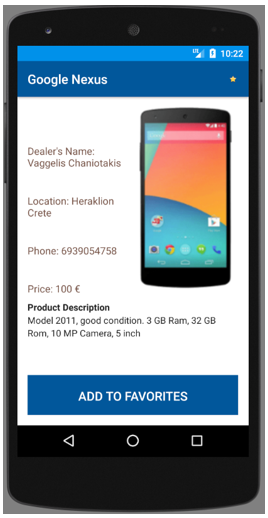 10:22
Google Nexus
Dealer's Name:
Vaggelis Chaniotakis
Location: Heraklion
Crete
Phone: 6939054758
Price: 100 €
Product Description
Model 2011, good condition. 3 GB Ram, 32 GB
Rom, 10 MP Camera, 5 inch
ADD TO FAVORITES